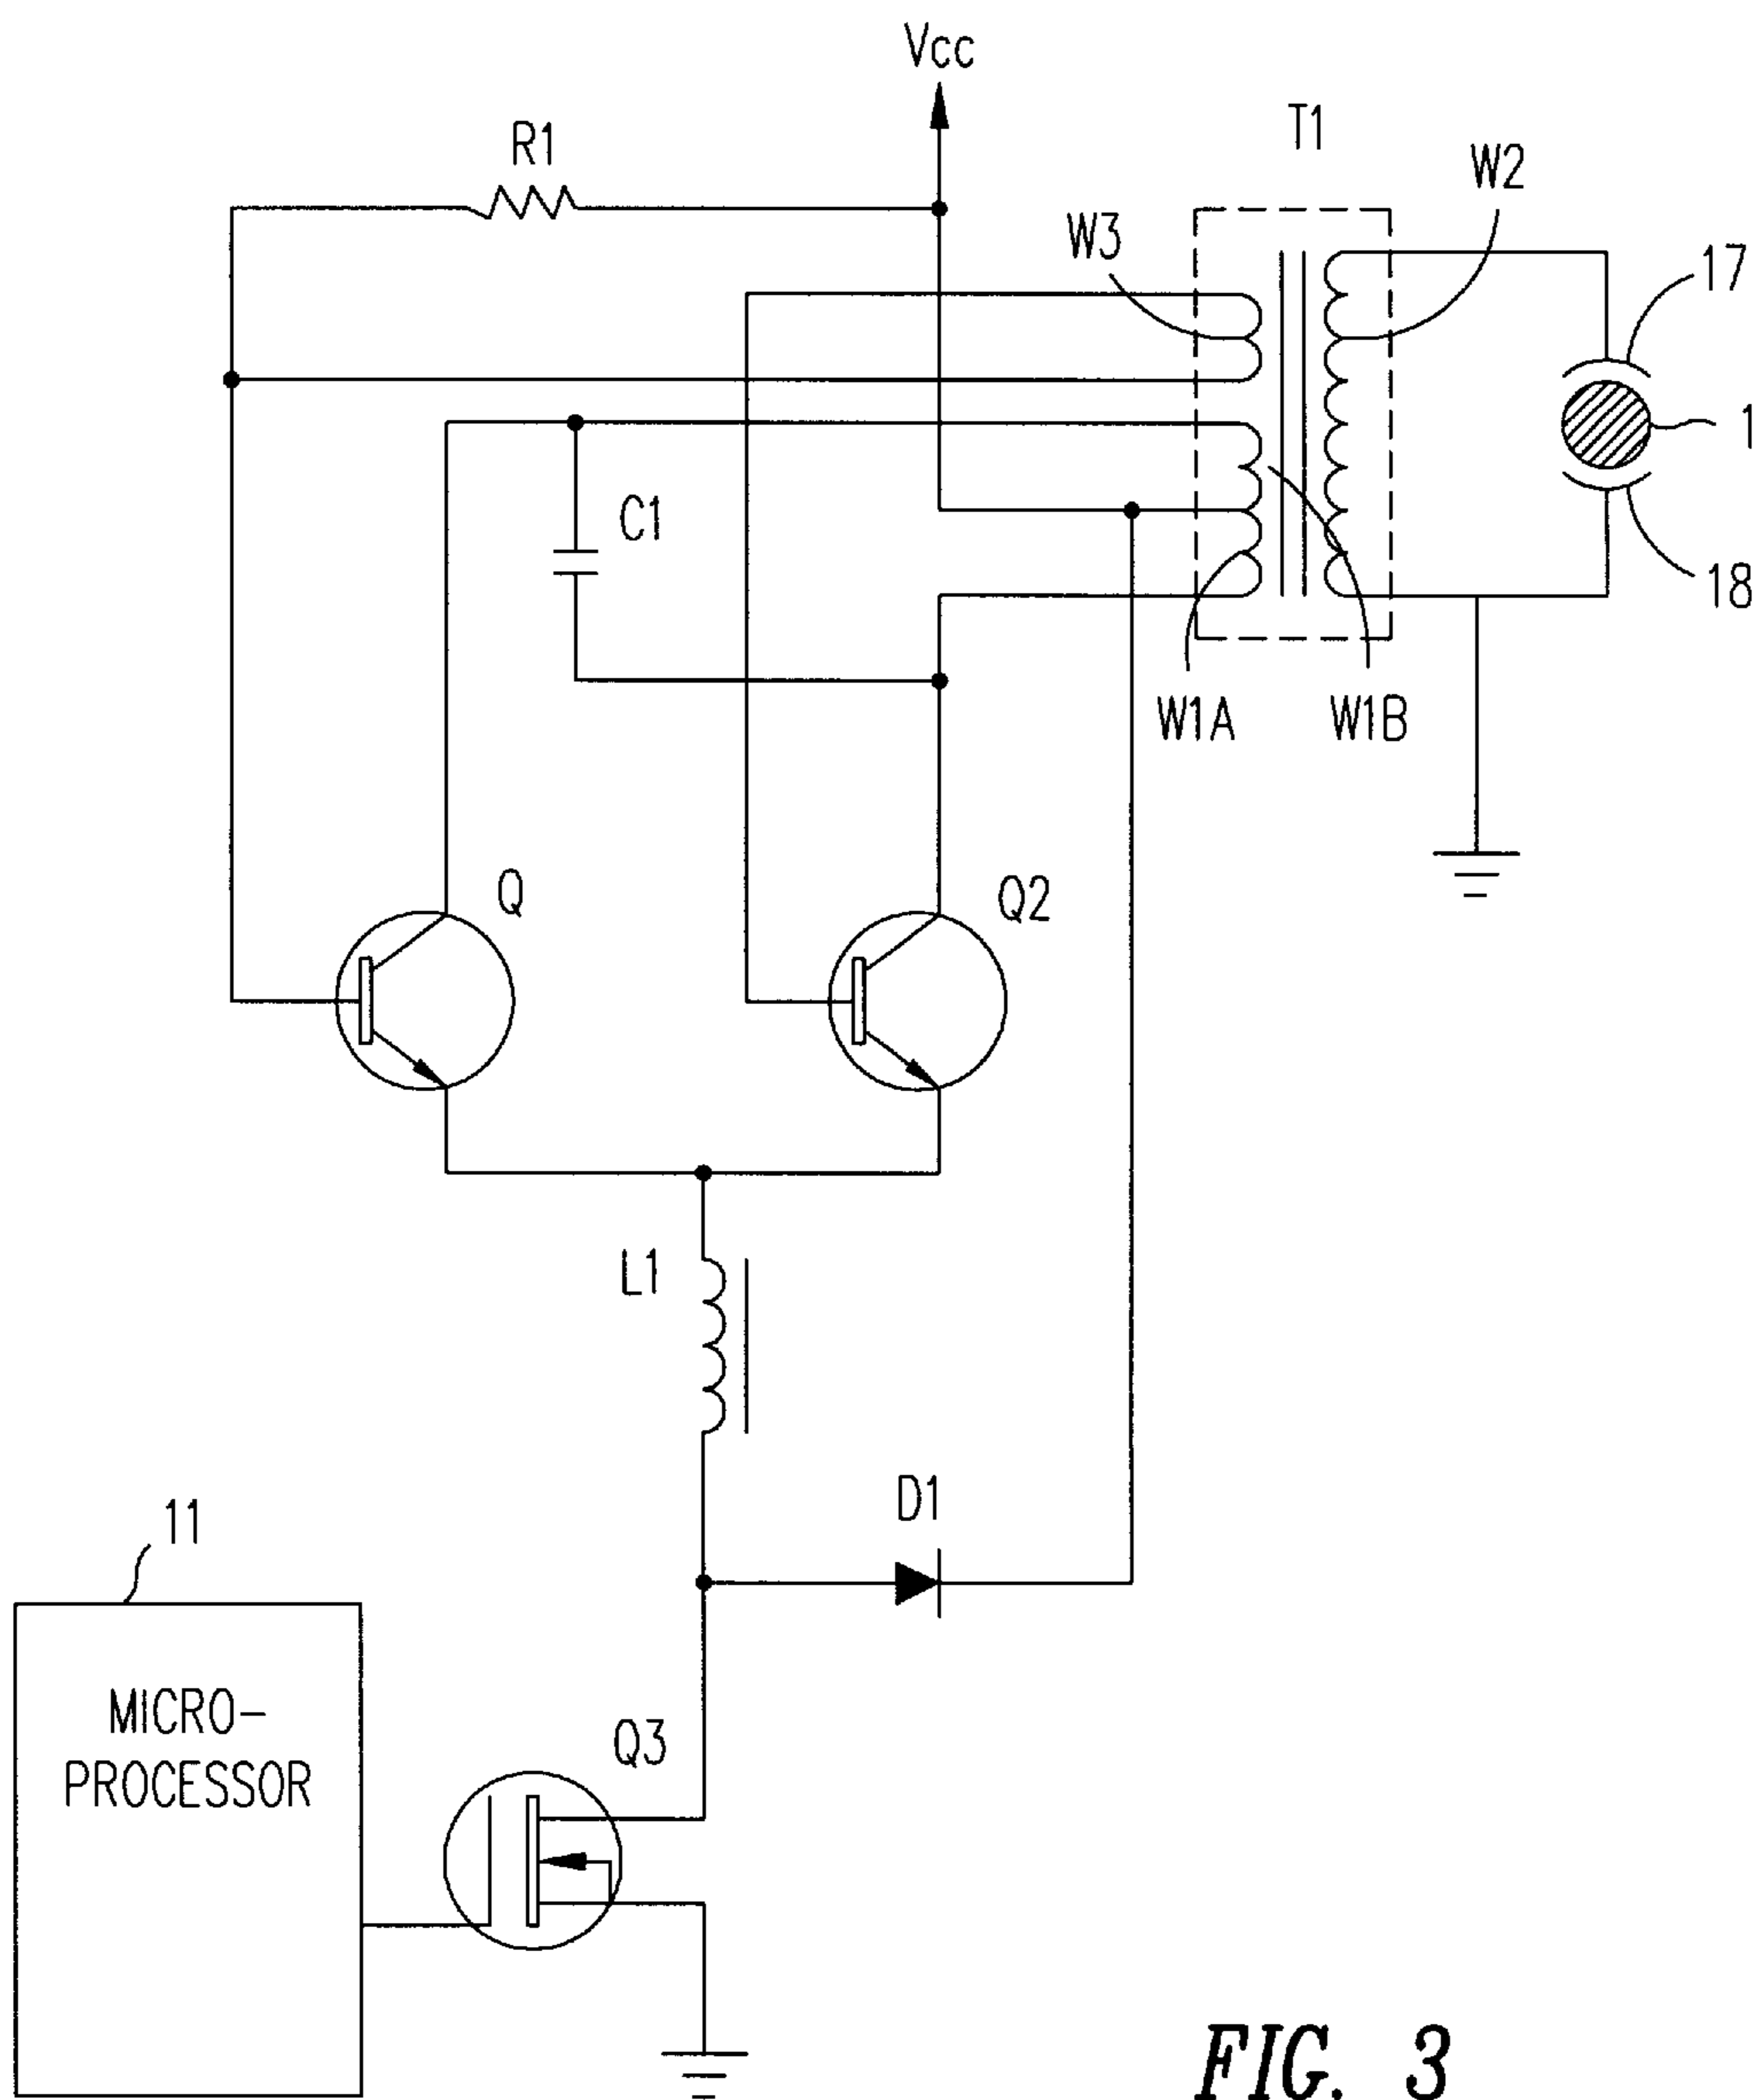 Vcc
R1
T1
W2
W3
17
1
C1
18
W1A
W1B
Q
Q2
L1
D1
11
MICRO-
PROCESSOR
Q3
FIG. 3